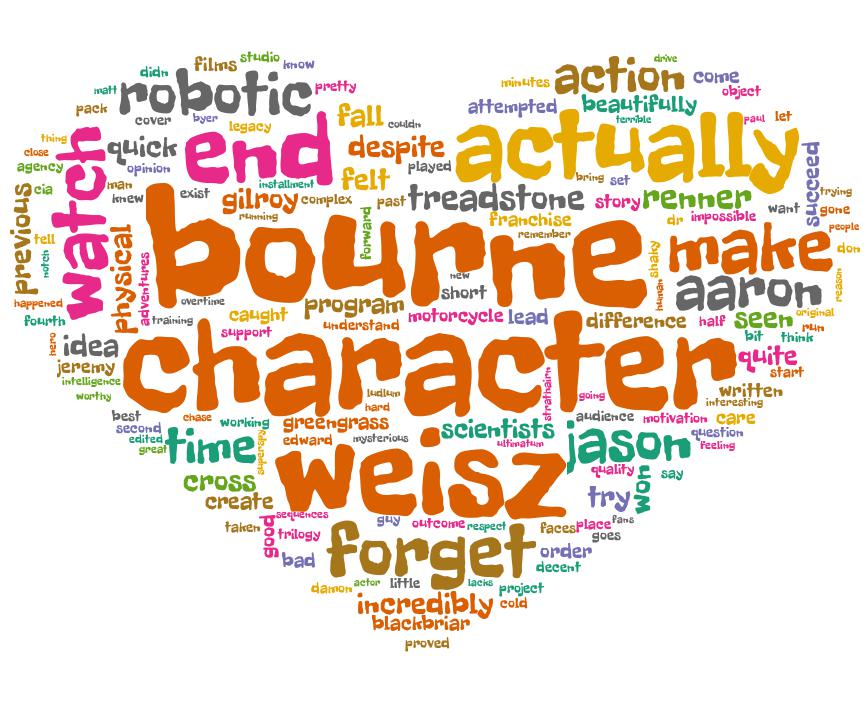 drive
films studio know
didn
matt robotic pretty
minutes action come
object
pack
cover byer legacy fall couldn
attempted beautifully
terrible paul let
thing
close watch quick end despite actually
agency opinion played bring set succeed
cia previous man knew exist installment felt
gilroy complex past treadstone story renner trying
running want gone
franchise dr impossible people
tell forward remember
notch physical bourne shaky make don
adventures new human aaron reason
happened overtime short
fourth training caught program motorcycle lead difference half seen original
support understand run
hero idea character bit think
jeremy quite
intelligence start
worthy ludlum strathairn going written
hard interesting
best chase audience motivation care
second working greengrass scientists question
edited time superspy edward mysterious ultimatum jason feeling
great
cross weisz quality won say
create try
sequences
taken good trilogy guy outcome respect faces place fans
goes
bad forget order
decent
damon actor little lacks project
incredibly cold
blackbriar
proved